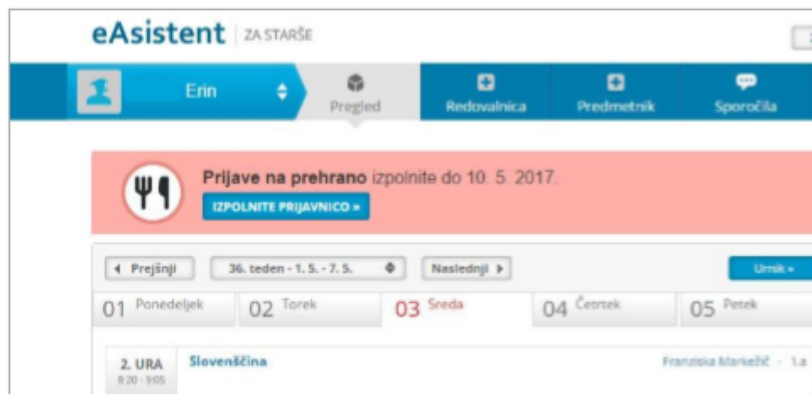 eAsistent ZA STARŠE
Erin Pregled Redovalnica Predmetnik Sporočila
Prijave na prehrano izpolnite do 10. 5. 2017.
IZPOLNITE PRIJAVNICO »
Prejšnji 36. teden - 1. 5. - 7. 5. Naslednji Urnik »
01 Ponedeljek 02 Torek 03 Sreda 04 Četrtek 05 Petek
2. URA Slovenščina Franziska Markežič - 1.a
8:20 - 9:05